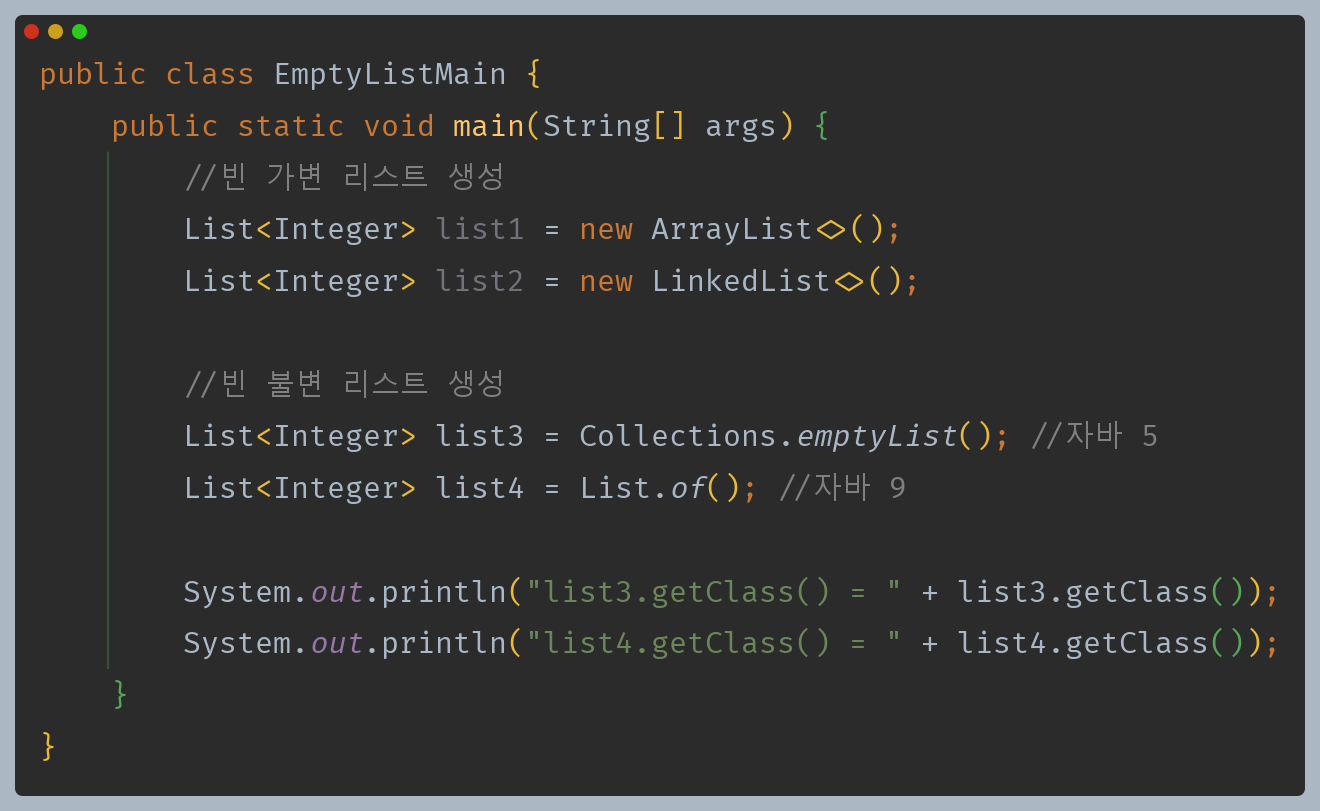 public class EmptyListMain {
    public static void main(String[] args) {
        //빈 가변 리스트 생성
        List<Integer> list1 = new ArrayList<>();
        List<Integer> list2 = new LinkedList<>();

        //빈 불변 리스트 생성
        List<Integer> list3 = Collections.emptyList(); //자바 5
        List<Integer> list4 = List.of(); //자바 9

        System.out.println("list3.getClass() = " + list3.getClass());
        System.out.println("list4.getClass() = " + list4.getClass());
    }
}